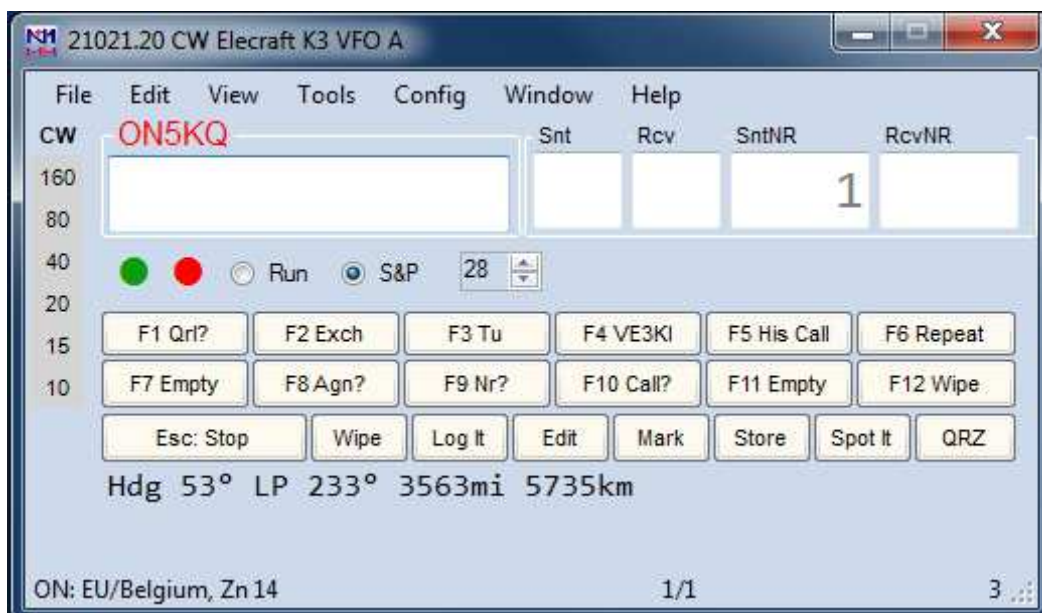 N1MM 21021.20 CW Elecraft K3 VFO A
File Edit View Tools Config Window Help
CW ON5KQ Snt Rcv SntNR RcvNR
160 1
80
40 Run S&P 28
20
F1 Qrl? F2 Exch F3 Tu F4 VE3KI F5 His Call F6 Repeat
15
F7 Empty F8 Agn? F9 Nr? F10 Call? F11 Empty F12 Wipe
10
Esc: Stop Wipe Log It Edit Mark Store Spot It QRZ
Hdg 53° LP 233° 3563mi 5735km
ON: EU/Belgium, Zn 14 1/1 3